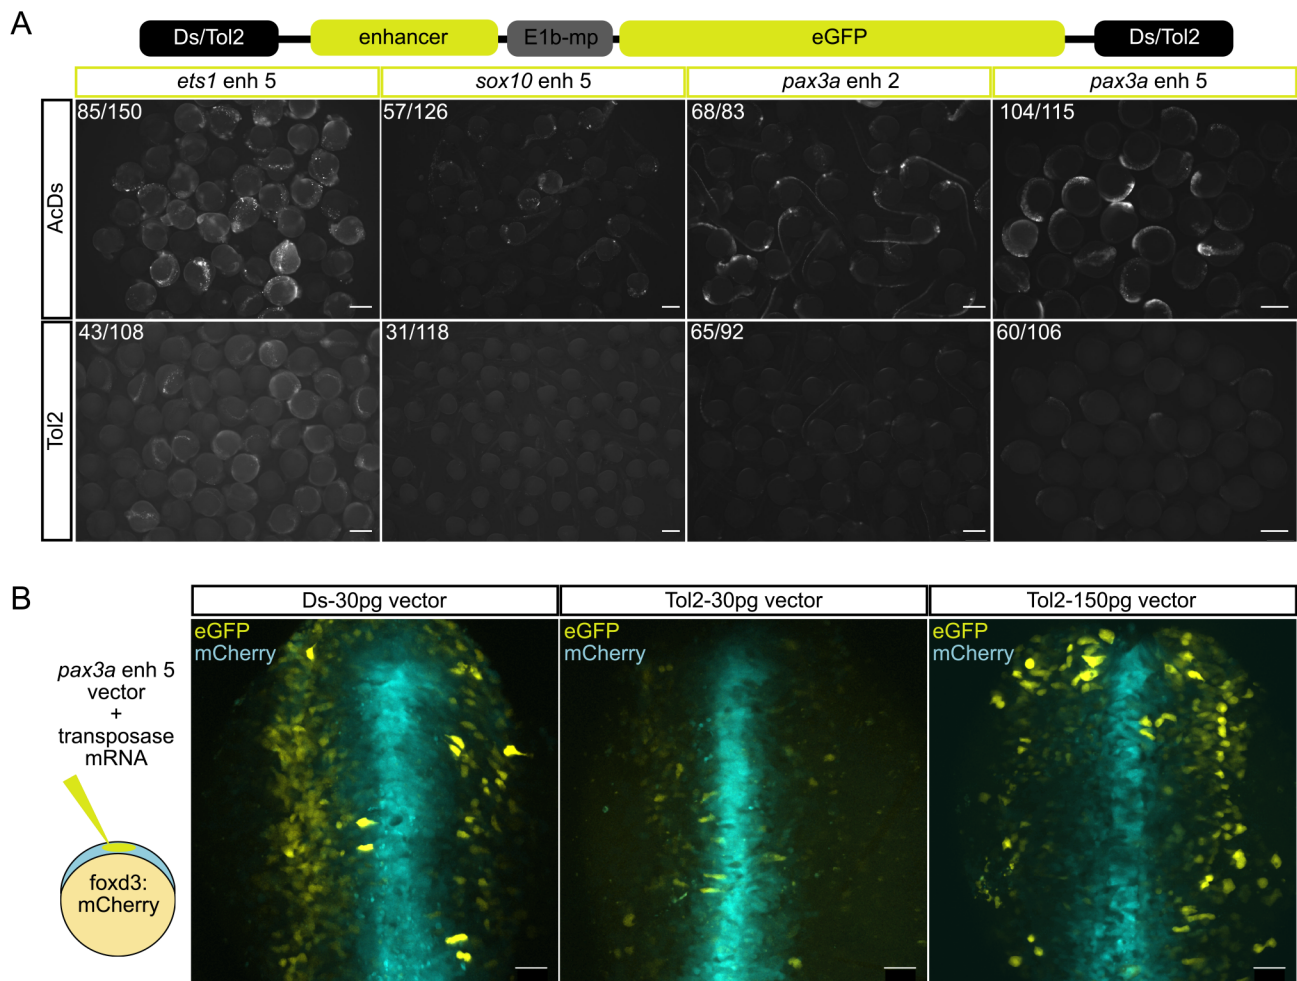 A
Ds/Tol2 enhancer E1b-mp eGFP Ds/Tol2
ets1 enh 5 sox10 enh 5 pax3a enh 2 pax3a enh 5
AcDs
85/150 57/126 68/83 104/115
Tol2
43/108 31/118 65/92 60/106
B
Ds-30pg vector Tol2-30pg vector Tol2-150pg vector
eGFP eGFP eGFP
mCherry mCherry mCherry
pax3a enh 5
vector
+
transposase
mRNA
foxd3:
mCherry